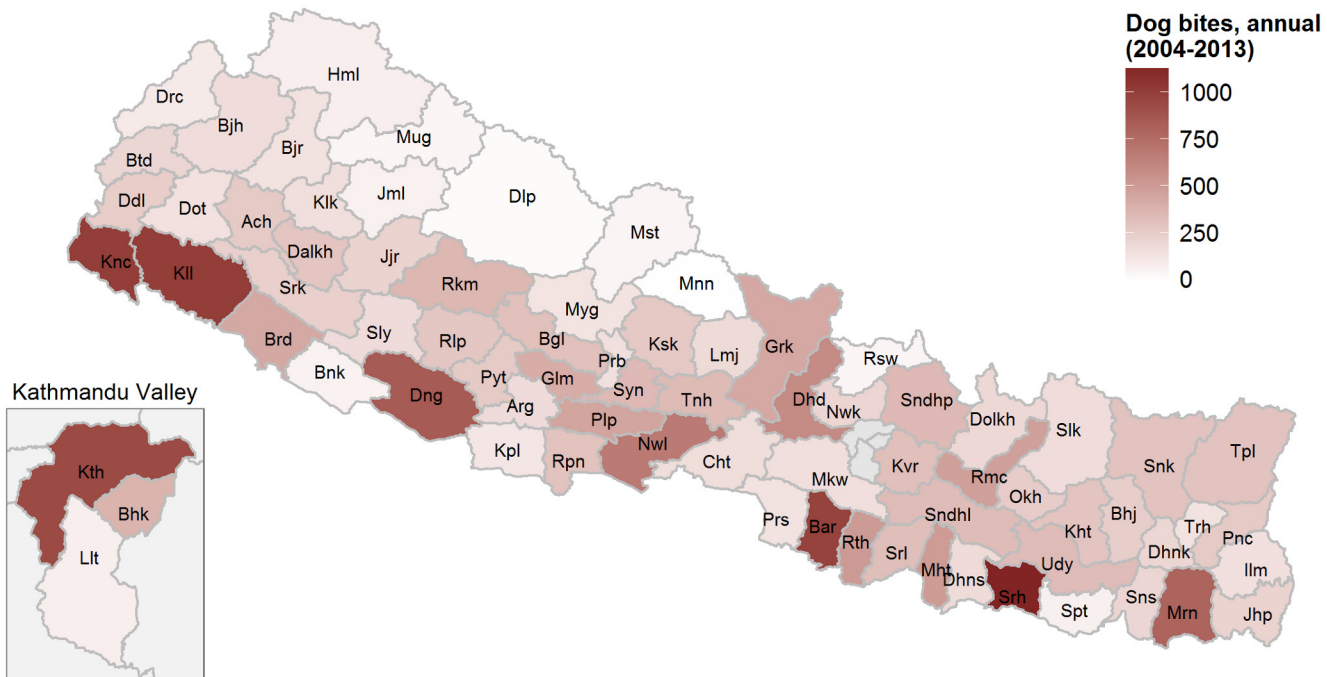 Dog bites, annual
(2004-2013)
1000
750
500
250
0
Hml
Drc
Bjh
Mug
Bjr
Btd
Dlp
Jml
Ddl
Klk
Dot
Ach
Mst
Dalkh
Jjr
Knc
Kll
Mnn
Srk
Rkm
Myg
Brd
Sly
Rlp
Bgl
Ksk
Grk
Prb
Lmj
Rsw
Bnk
Pyt
Glm
Syn
Dhd
Sndhp
Dng
Tnh
Nwk
Dolkh
Arg
Plp
Slk
Nwl
Tpl
Kpl
Rpn
Cht
Kvr
Snk
Mkw
Rmc
Okh
Prs
Sndhl
Bhj
Bar
Kht
Trh
Rth
Srl
Pnc
Dhnk
Udy
Mht
Dhns
Ilm
Srh
Sns
Spt
Mrn
Jhp
Kathmandu Valley
Kth
Bhk
Llt